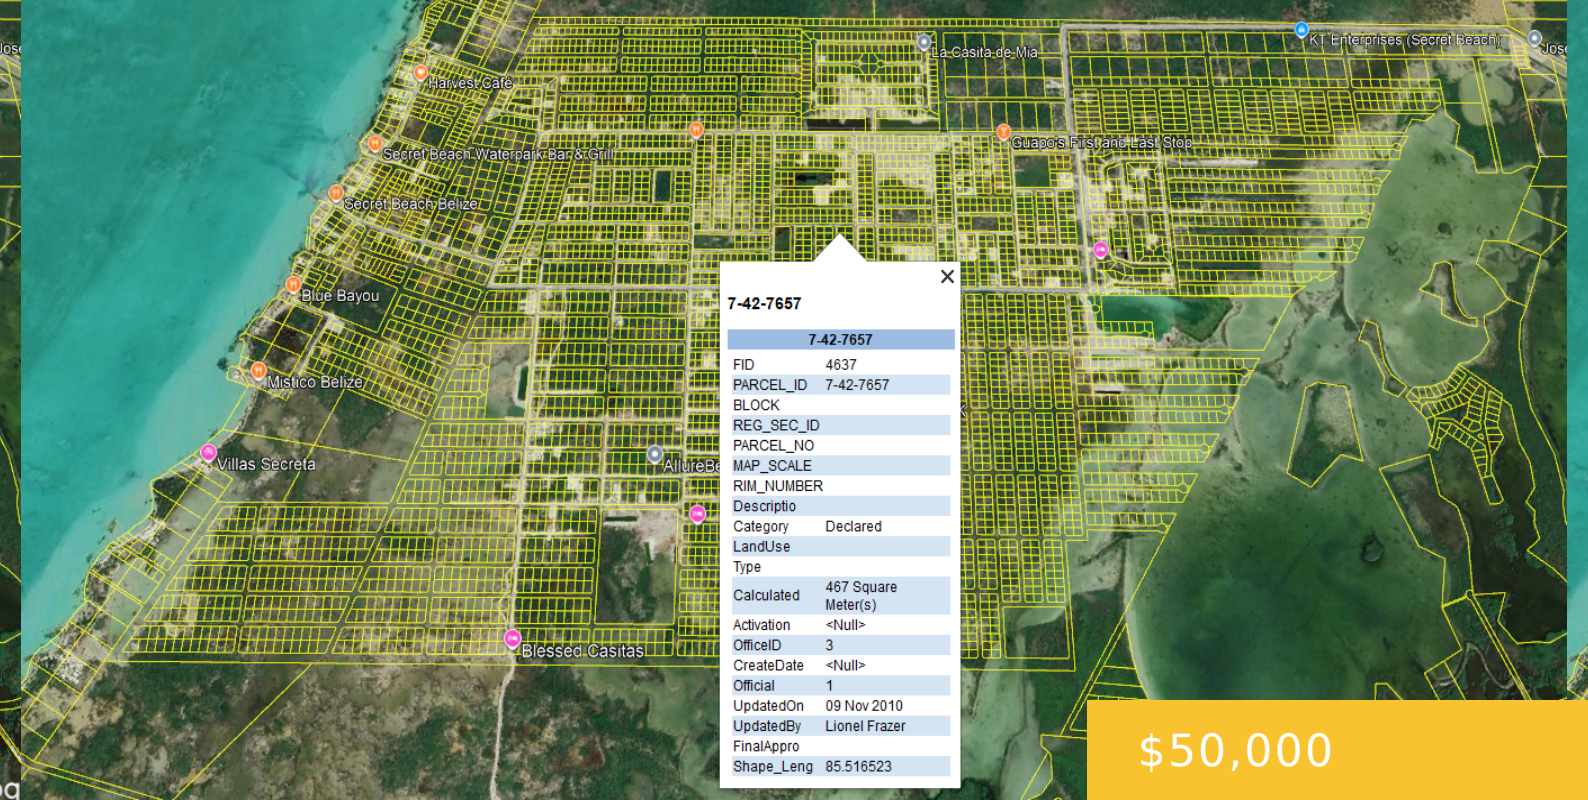 Jose
La Casita de Mia
KT Enterprises (Secret Beach)
Jose
Harvest Café
Guapo's First and Last Stop
Secret Beach Waterpark Bar & Grill
Secret Beach Belize
Blue Bayou
Mistico Belize
Villas Secreta
AllureBe
Blessed Casitas
7-42-7657
7-42-7657
FID 4637
PARCEL_ID 7-42-7657
BLOCK
REG_SEC_ID
PARCEL_NO
MAP_SCALE
RIM_NUMBER
Descriptio
Category Declared
LandUse
Type
Calculated 467 Square
Meter(s)
Activation <Null>
OfficeID 3
CreateDate <Null>
Official 1
UpdatedOn 09 Nov 2010
UpdatedBy Lionel Frazer
FinalAppro
Shape_Leng 85.516523
$50,000